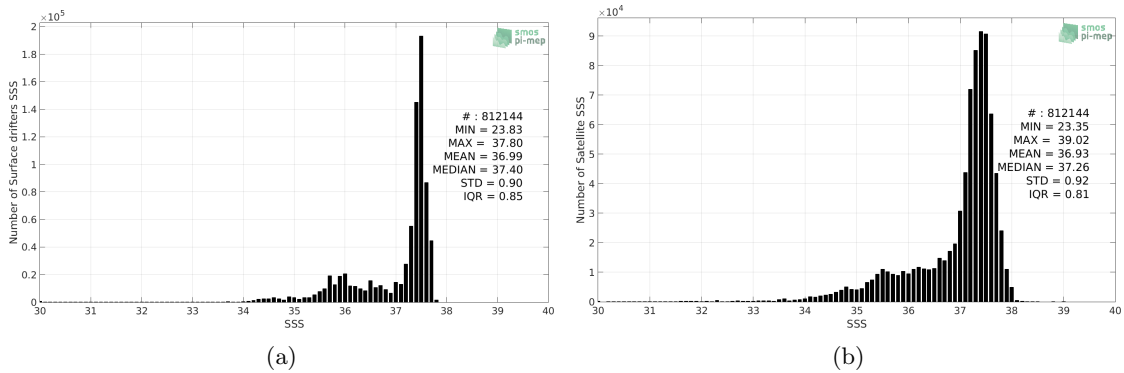 ×10⁵
2
1.8
1.6
1.4
1.2
1
0.8
0.6
0.4
0.2
0
Number of Surface drifters SSS
smos
pi-mep
# : 812144
MIN = 23.83
MAX = 37.80
MEAN = 36.99
MEDIAN = 37.40
STD = 0.90
IQR = 0.85
30 31 32 33 34 35 36 37 38 39 40
SSS
(a)
×10⁴
9
8
7
6
5
4
3
2
1
0
Number of Satellite SSS
smos
pi-mep
# : 812144
MIN = 23.35
MAX = 39.02
MEAN = 36.93
MEDIAN = 37.26
STD = 0.92
IQR = 0.81
30 31 32 33 34 35 36 37 38 39 40
SSS
(b)